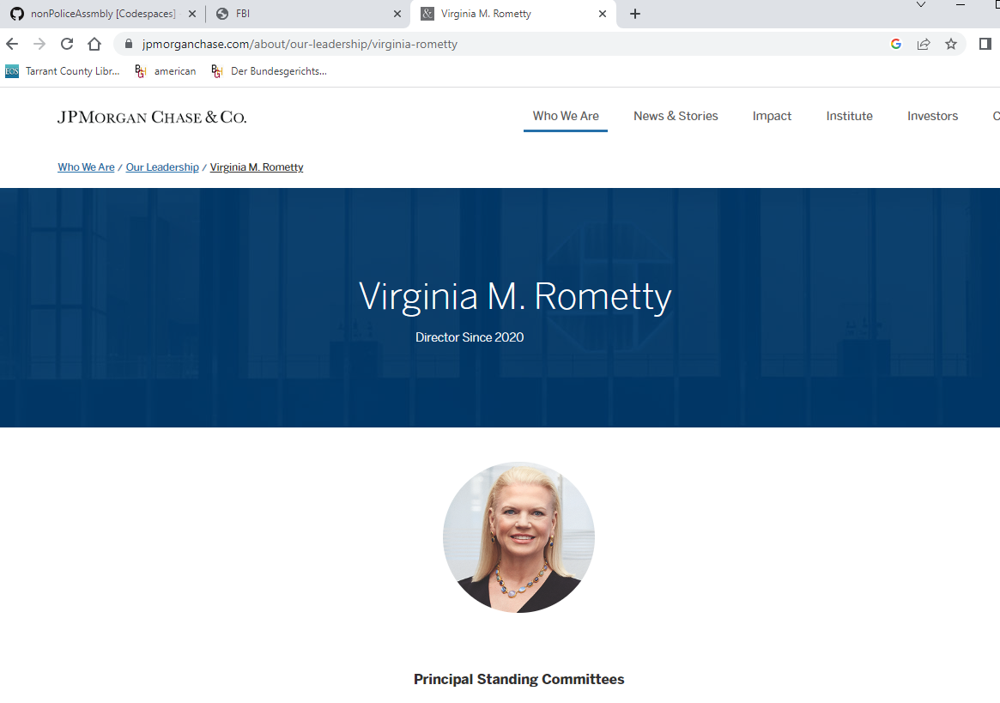 nonPoliceAssmbly [Codespaces]
FBI
Virginia M. Rometty
jpmorganchase.com/about/our-leadership/virginia-rometty
EOS Tarrant County Libr... american Der Bundesgerichts...
JPMORGAN CHASE & CO.
Who We Are News & Stories Impact Institute Investors C
Who We Are / Our Leadership / Virginia M. Rometty
Virginia M. Rometty
Director Since 2020
Principal Standing Committees